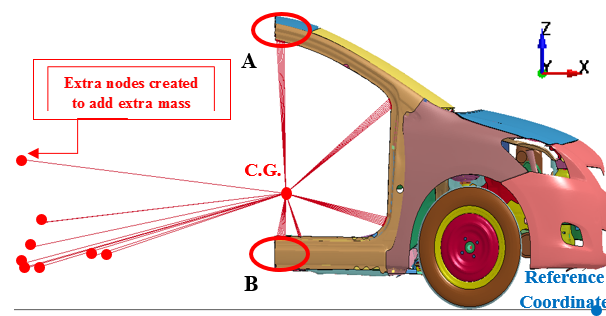 Z
Y
X
A
Extra nodes created
to add extra mass
C.G.
B
Reference
Coordinate